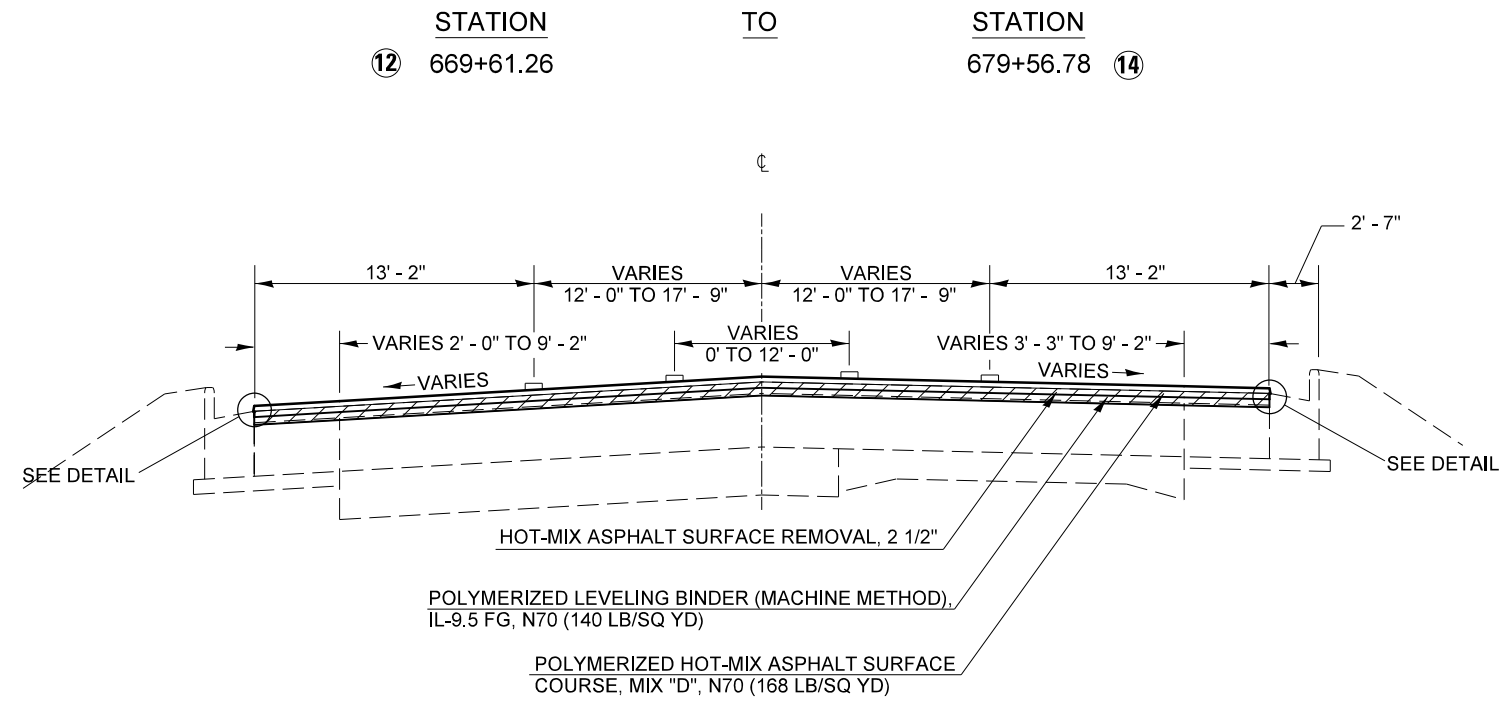 STATION TO STATION
12 669+61.26 679+56.78 14
℄
2' - 7"
13' - 2" VARIES VARIES 13' - 2"
12' - 0" TO 17' - 9" 12' - 0" TO 17' - 9"
VARIES 2' - 0" TO 9' - 2" VARIES VARIES 3' - 3" TO 9' - 2"
0' TO 12' - 0"
VARIES VARIES
SEE DETAIL SEE DETAIL
HOT-MIX ASPHALT SURFACE REMOVAL, 2 1/2"
POLYMERIZED LEVELING BINDER (MACHINE METHOD),
IL-9.5 FG, N70 (140 LB/SQ YD)
POLYMERIZED HOT-MIX ASPHALT SURFACE
COURSE, MIX "D", N70 (168 LB/SQ YD)